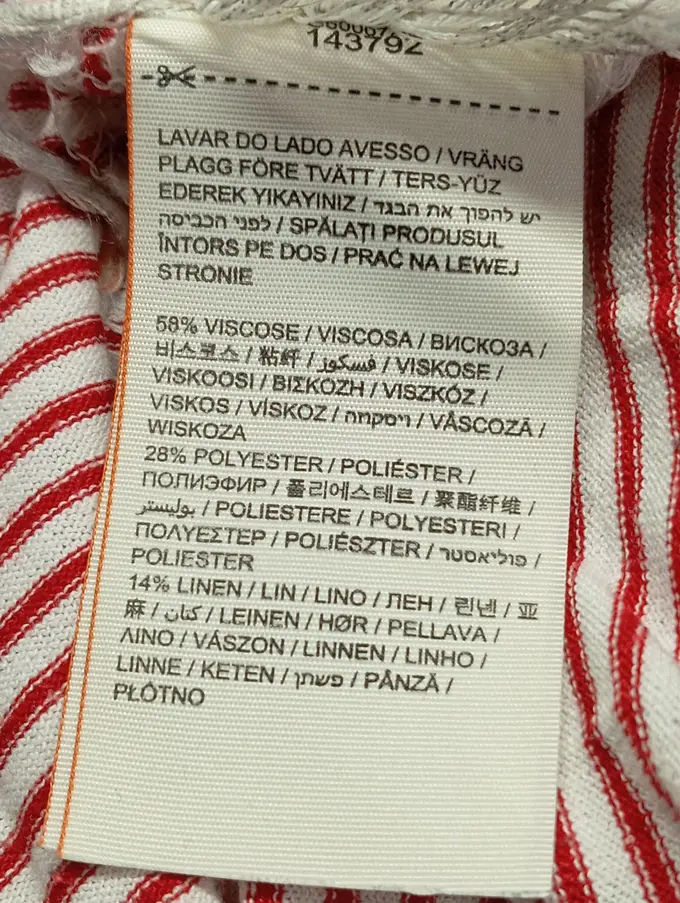 143792
LAVAR DO LADO AVESSO / VRÄNG
PLAGG FÖRE TVÄTT / TERS-YÜZ
EDEREK YIKAYINIZ / יש להפוך את הבגד
לפני הכביסה / SPĂLAȚI PRODUSUL
ÎNTORS PE DOS / PRAĆ NA LEWEJ
STRONIE
58% VISCOSE / VISCOSA / ВИСКОЗА /
비스코스 / 粘纤 / فسكوز / VISKOSE /
VISKOOSI / ΒΙΣΚΟΖΗ / VISZKÓZ /
VISKOS / VİSKOZ / ויסקמה / VÂSCOZĂ /
WISKOZA
28% POLYESTER / POLIÉSTER /
ПОЛИЭФИР / 폴리에스테르 / 聚酯纤维 /
بوليستر / POLIESTERE / POLYESTERI /
ΠΟΛΥΕΣΤΕΡ / POLIÉSZTER / פוליאסטר /
POLIESTER
14% LINEN / LIN / LINO / ЛЕН / 린넨 / 亚
麻 / كتان / LEINEN / HØR / PELLAVA /
ΛΙΝΟ / VÁSZON / LINNEN / LINHO /
LINNE / KETEN / פשתן / PÂNZĂ /
PŁÓTNO